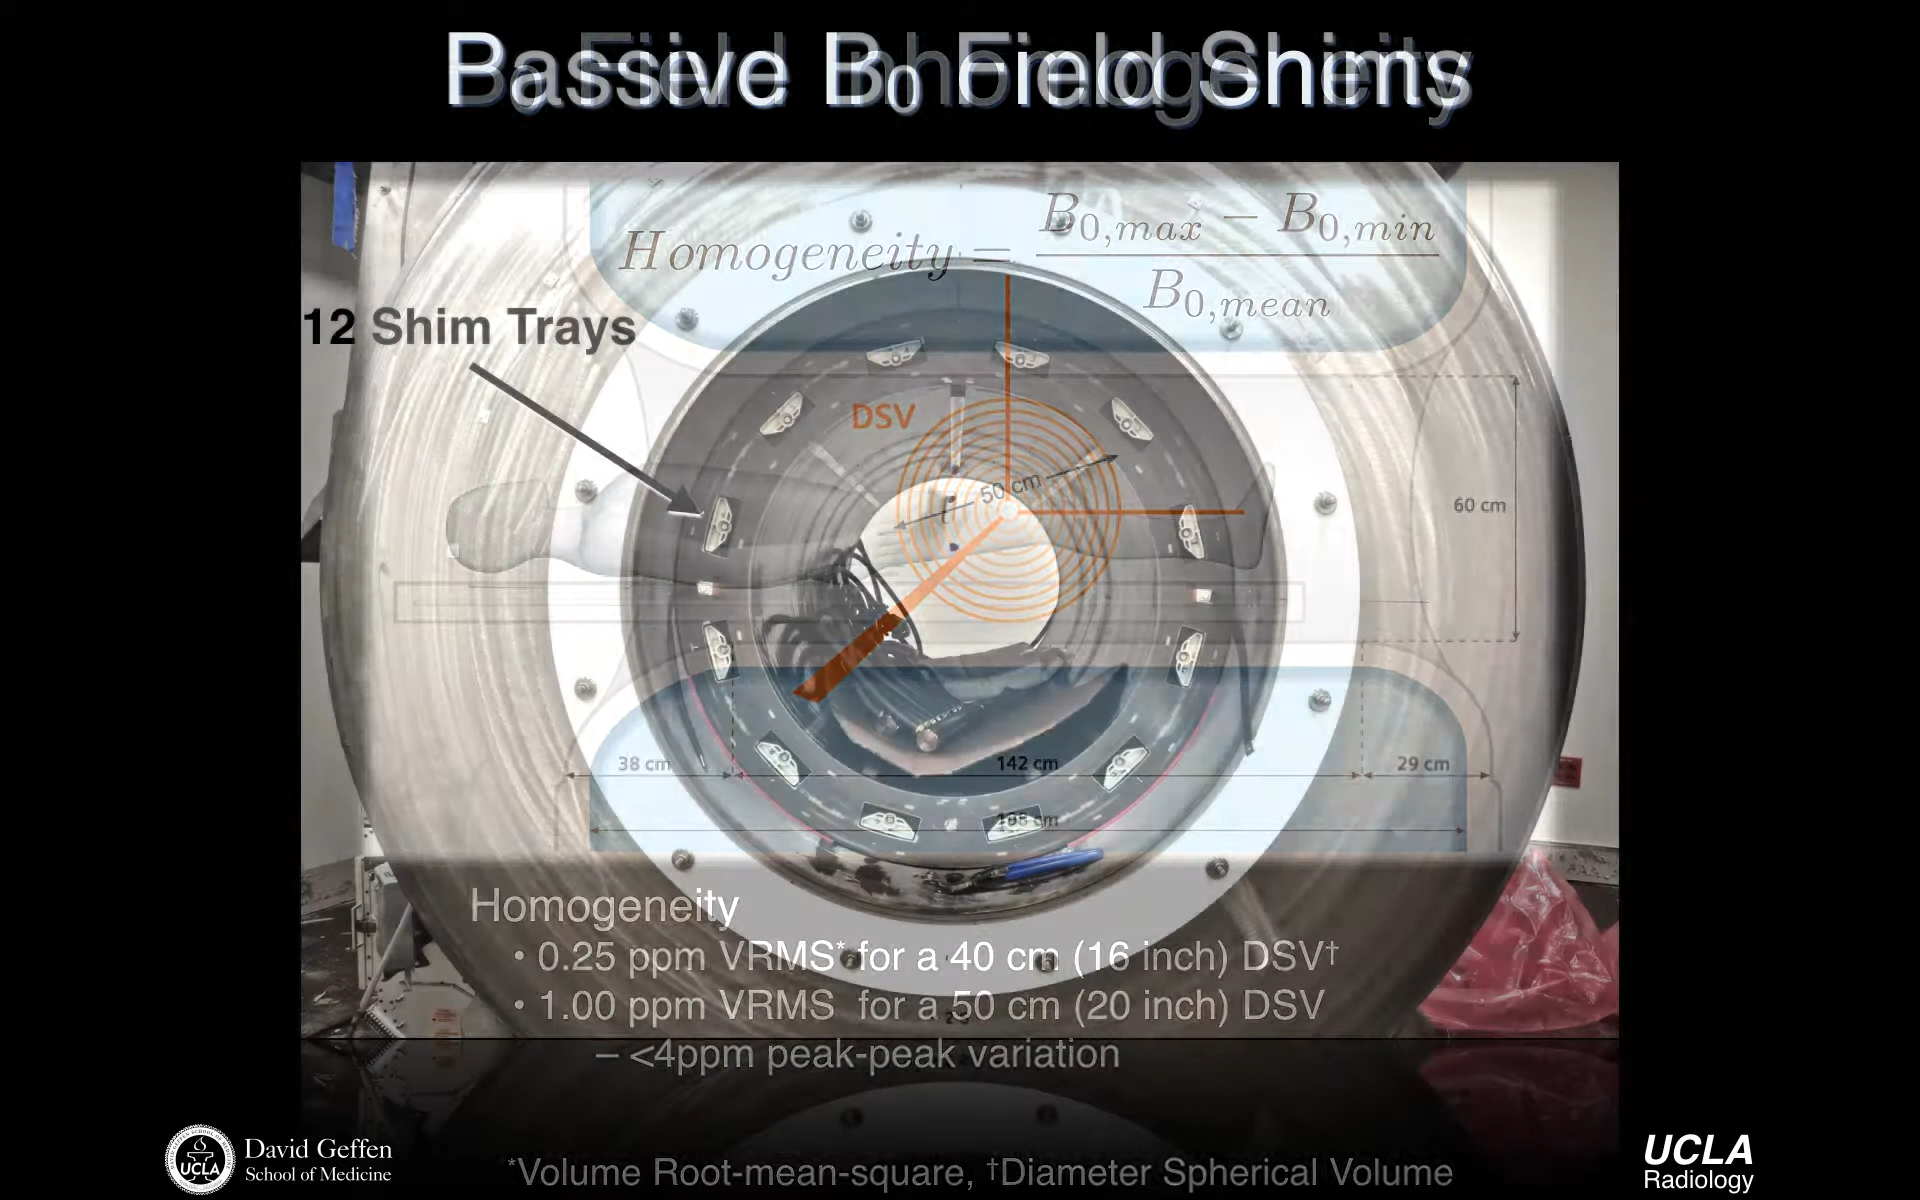 Passive B₀ Field Shims
B₀ Field Inhomogeneity
Homogeneity = B₀,max − B₀,min / B₀,mean
12 Shim Trays
DSV
50 cm
60 cm
38 cm
142 cm
29 cm
198 cm
Homogeneity
• 0.25 ppm VRMS* for a 40 cm (16 inch) DSV†
• 1.00 ppm VRMS for a 50 cm (20 inch) DSV
– <4ppm peak-peak variation
UCLA
David Geffen
School of Medicine
*Volume Root-mean-square, †Diameter Spherical Volume
UCLA
Radiology